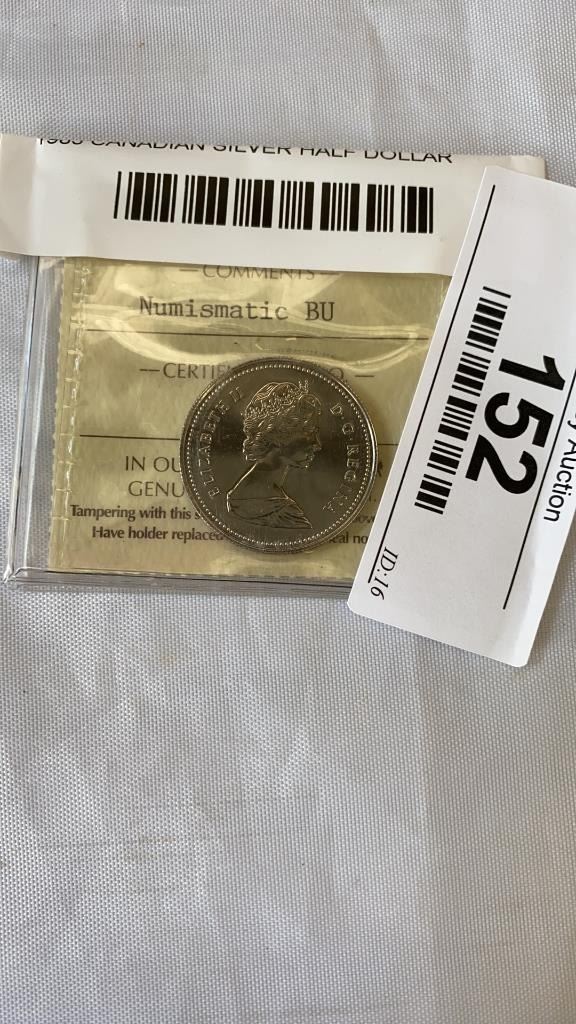 CANADIAN SILVER HALF DOLLAR
COMMENTS
Numismatic BU
IN OU
GENU
Tampering with this
Have holder replaced
ELIZABETH II D·G·REGINA
152
Auction
ID:16